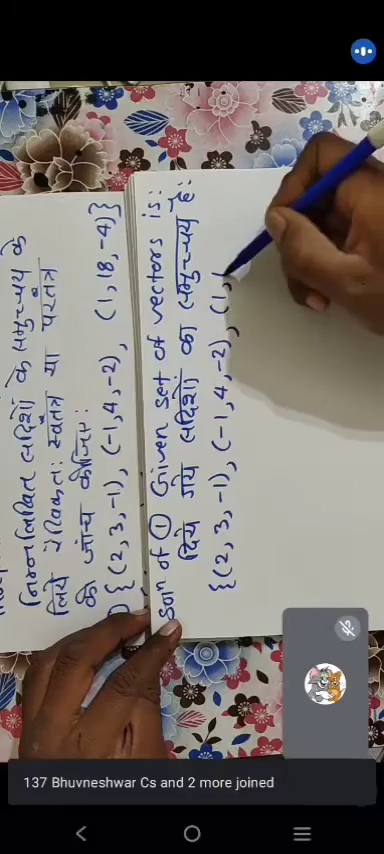 निम्नलिखित सदिशों के समुच्चय के
लिये रैखिकतः स्वतंत्र या परतंत्र
की जांच कीजिए:
{(2, 3, -1), (-1, 4, -2), (1, 18, -4)}
Soln of ① Given set of vectors is:
दिये गये सदिशों का समुच्चय है:
{(2, 3, -1), (-1, 4, -2), (1, 1
137 Bhuvneshwar Cs and 2 more joined